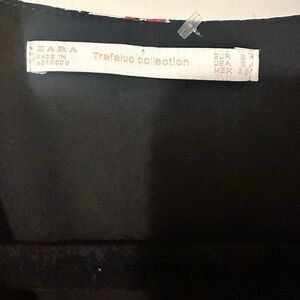 ZARA
MADE IN
MOROCCO
Trafaluc collection
EUR
USA
MEX